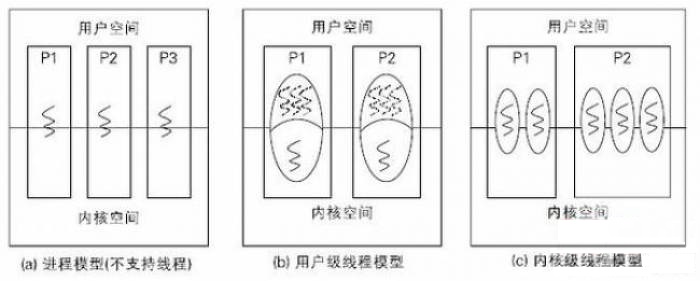 用户空间
P1 P2 P3
内核空间
(a) 进程模型(不支持线程)
用户空间
P1 P2
内核空间
(b) 用户级线程模型
用户空间
P1 P2
内核空间
(c) 内核级线程模型